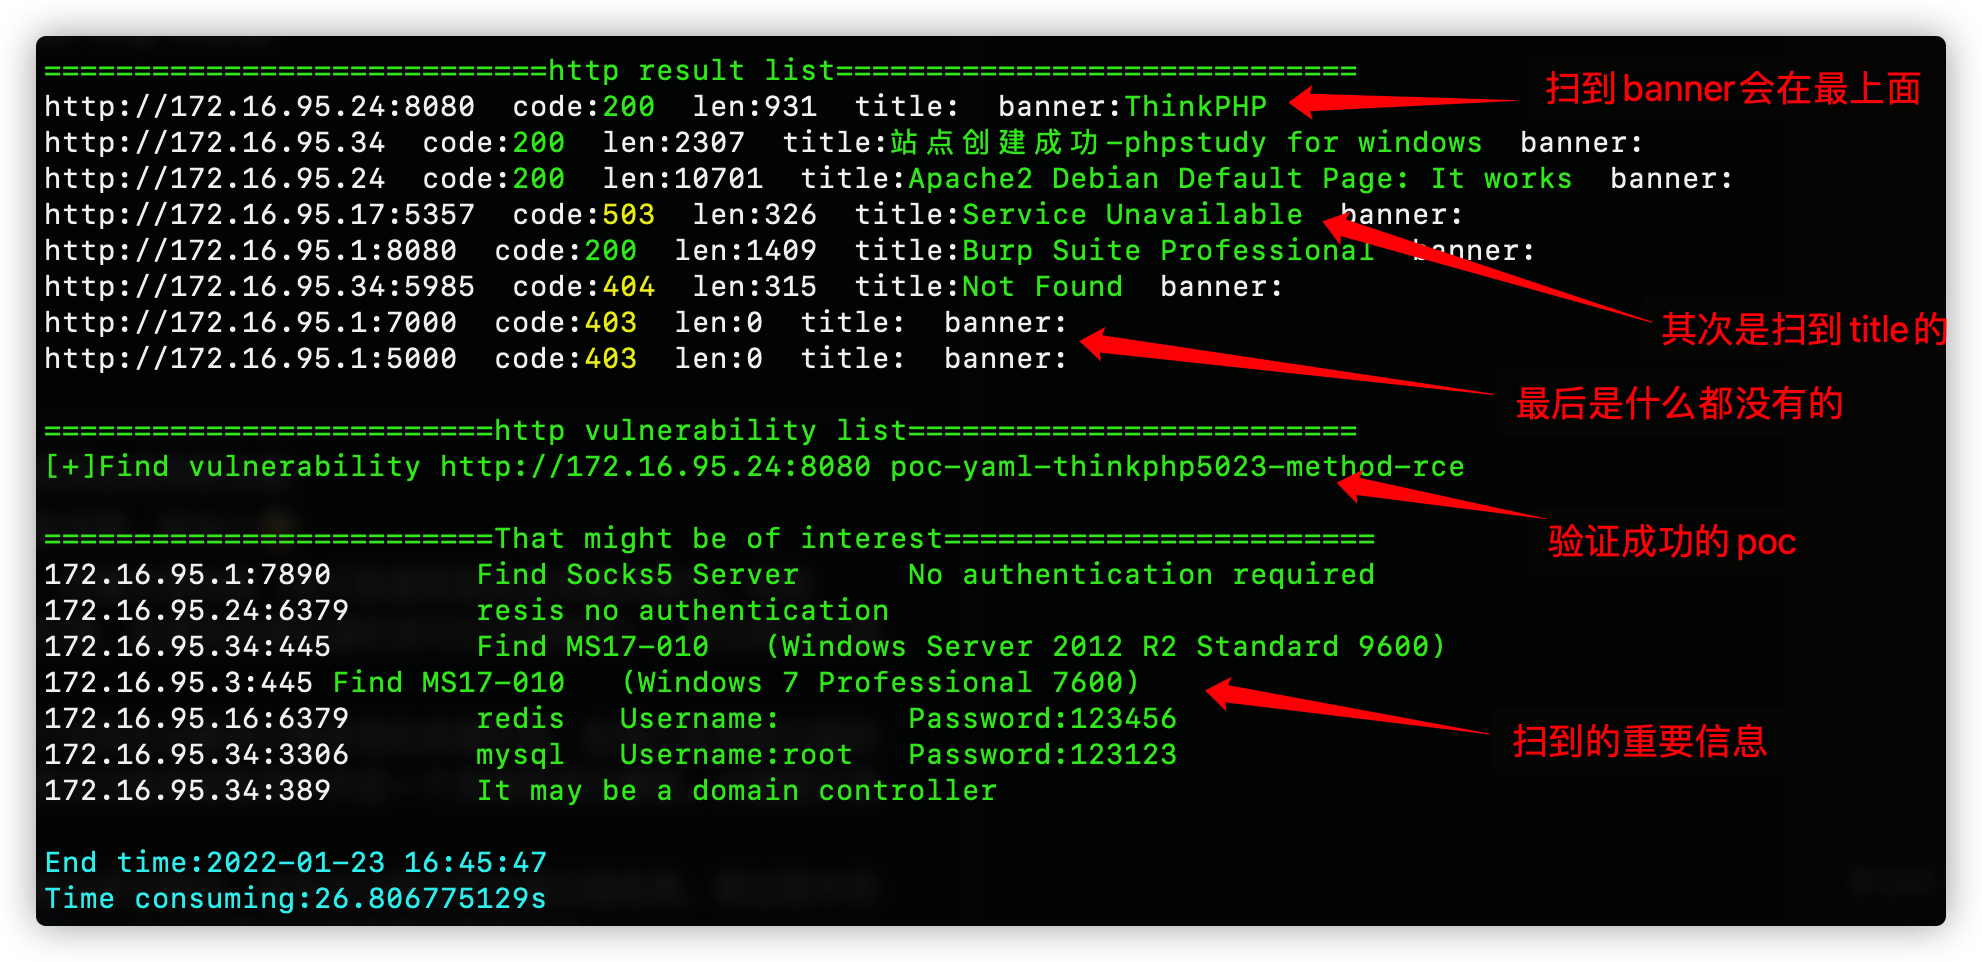 ============================http result list=============================
http://172.16.95.24:8080  code:200  len:931  title:  banner:ThinkPHP
扫到banner会在最上面
http://172.16.95.34  code:200  len:2307  title:站点创建成功-phpstudy for windows  banner:
http://172.16.95.24  code:200  len:10701  title:Apache2 Debian Default Page: It works  banner:
http://172.16.95.17:5357  code:503  len:326  title:Service Unavailable  banner:
http://172.16.95.1:8080  code:200  len:1409  title:Burp Suite Professional  banner:
http://172.16.95.34:5985  code:404  len:315  title:Not Found  banner:
http://172.16.95.1:7000  code:403  len:0  title:  banner:
其次是扫到title的
http://172.16.95.1:5000  code:403  len:0  title:  banner:
最后是什么都没有的
=========================http vulnerability list=========================
[+]Find vulnerability http://172.16.95.24:8080 poc-yaml-thinkphp5023-method-rce
=========================That might be of interest========================
验证成功的poc
172.16.95.1:7890        Find Socks5 Server      No authentication required
172.16.95.24:6379       resis no authentication
172.16.95.34:445        Find MS17-010   (Windows Server 2012 R2 Standard 9600)
172.16.95.3:445 Find MS17-010   (Windows 7 Professional 7600)
172.16.95.16:6379       redis   Username:       Password:123456
172.16.95.34:3306       mysql   Username:root   Password:123123
扫到的重要信息
172.16.95.34:389        It may be a domain controller
End time:2022-01-23 16:45:47
Time consuming:26.806775129s